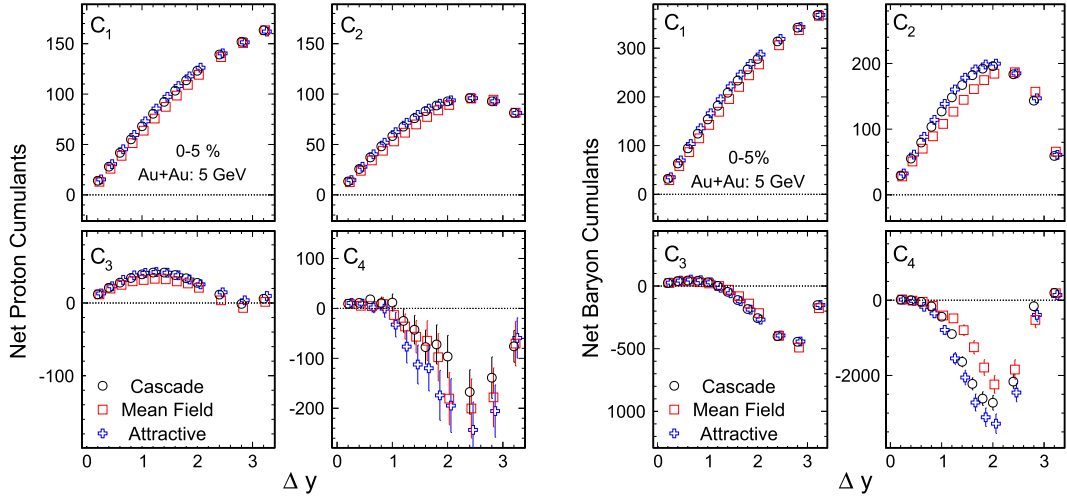 Net Proton Cumulants
C1
150
100
50
0
0-5 %
Au+Au: 5 GeV
C2
200
150
100
50
0
C3
0
-100
Cascade
Mean Field
Attractive
0 1 2 3
C4
100
0
-100
-200
0 1 2 3
Δ y
Net Baryon Cumulants
C1
300
200
100
0
0-5%
Au+Au: 5 GeV
C2
200
100
0
C3
0
-500
1000
Cascade
Mean Field
Attractive
0 1 2 3
C4
0
-2000
0 1 2 3
Δ y